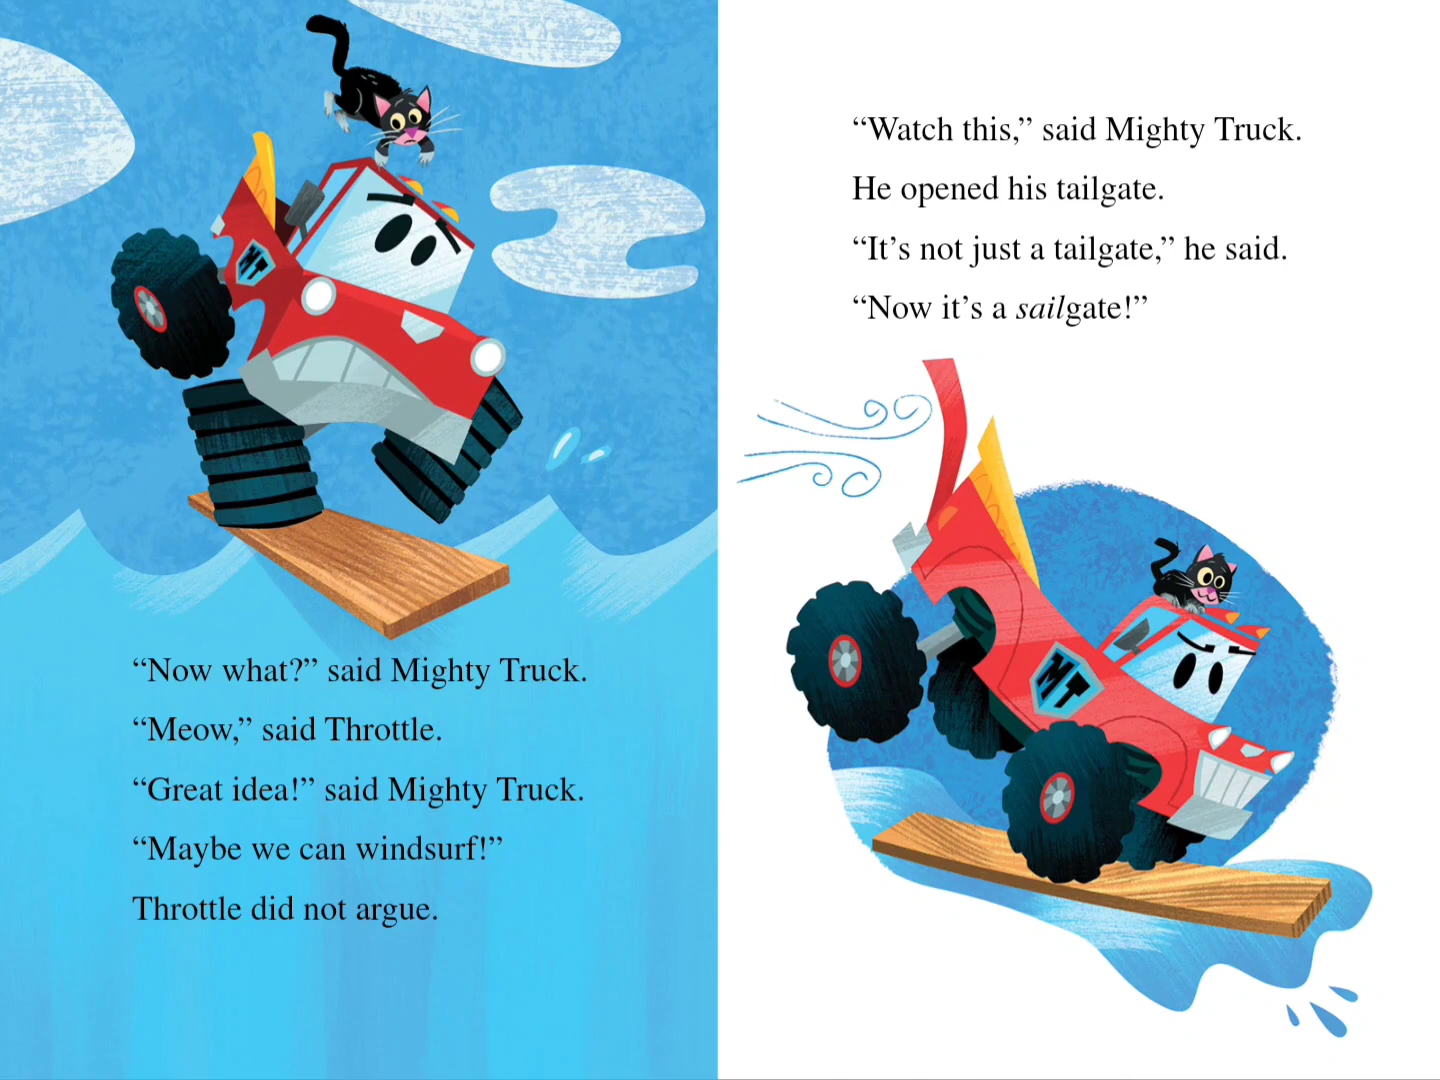 MT
“Now what?” said Mighty Truck.
“Meow,” said Throttle.
“Great idea!” said Mighty Truck.
“Maybe we can windsurf!”
Throttle did not argue.
“Watch this,” said Mighty Truck.
He opened his tailgate.
“It’s not just a tailgate,” he said.
“Now it’s a sailgate!”
MT